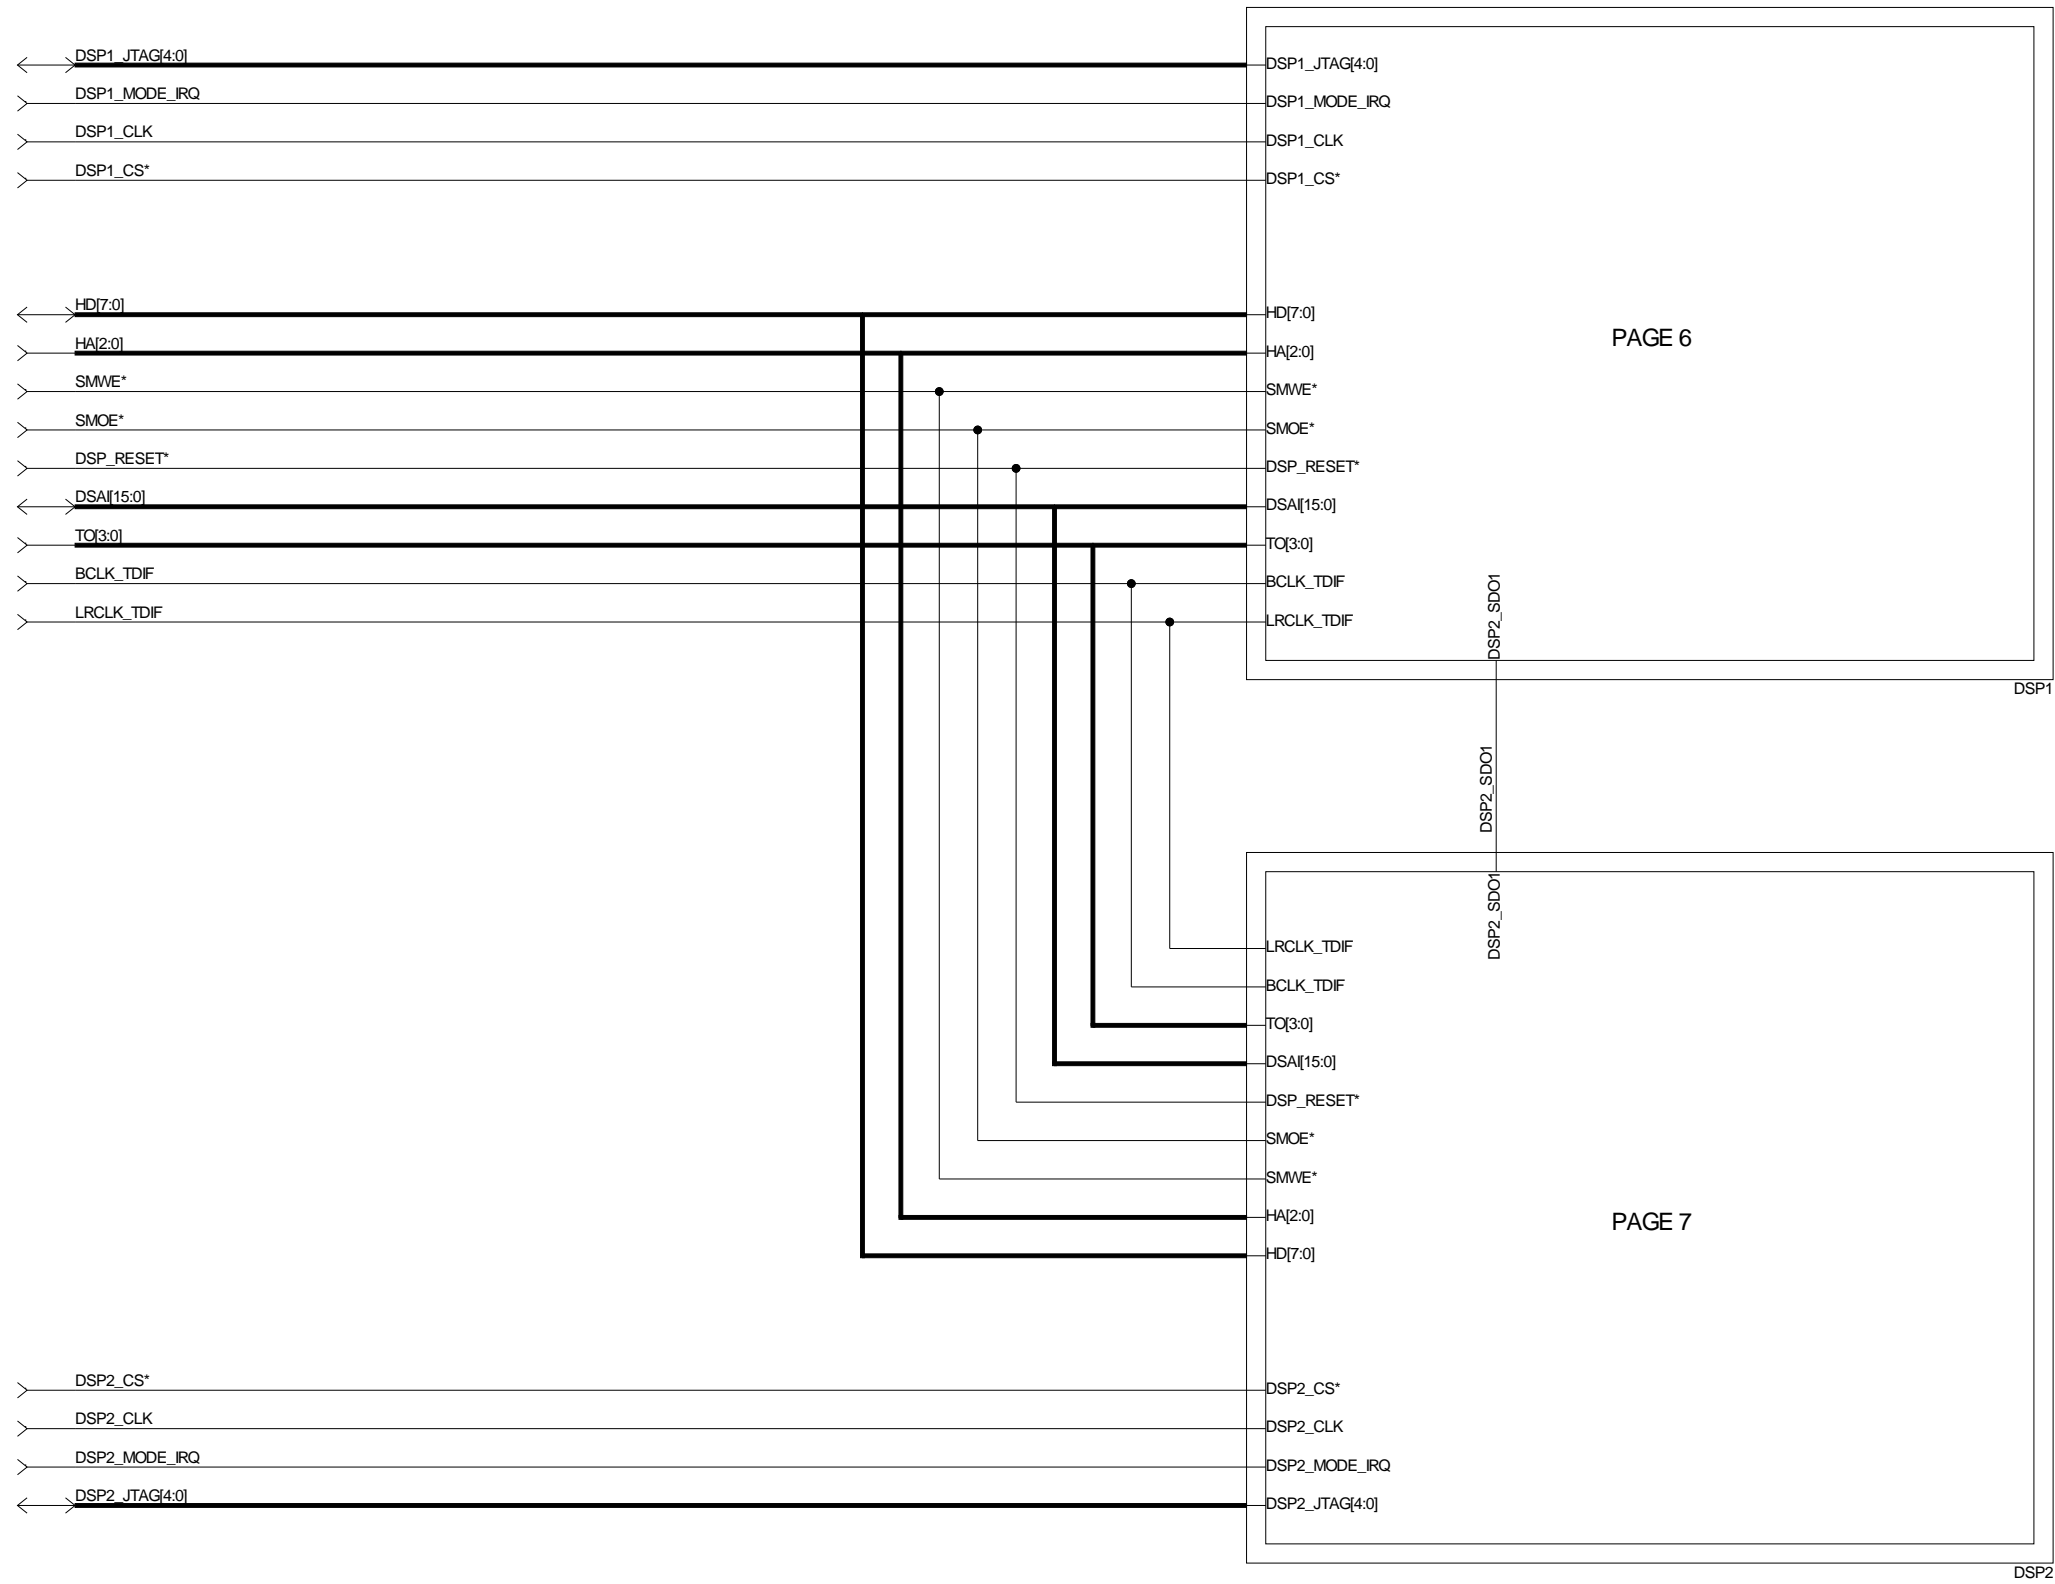 DSP1_JTAG[4:0] DSP1_JTAG[4:0]
DSP1_MODE_IRQ DSP1_MODE_IRQ
DSP1_CLK DSP1_CLK
DSP1_CS* DSP1_CS*
HD[7:0] HD[7:0]
PAGE 6
HA[2:0] HA[2:0]
SMWE* SMWE*
SMOE* SMOE*
DSP_RESET* DSP_RESET*
DSAI[15:0] DSAI[15:0]
TO[3:0] TO[3:0]
BCLK_TDIF BCLK_TDIF
LRCLK_TDIF LRCLK_TDIF
DSP2_SDO1
DSP1
DSP2_SDO1
DSP2_SDO1
LRCLK_TDIF
BCLK_TDIF
TO[3:0]
DSAI[15:0]
DSP_RESET*
SMOE*
SMWE*
HA[2:0]
PAGE 7
HD[7:0]
DSP2_CS* DSP2_CS*
DSP2_CLK DSP2_CLK
DSP2_MODE_IRQ DSP2_MODE_IRQ
DSP2_JTAG[4:0] DSP2_JTAG[4:0]
DSP2